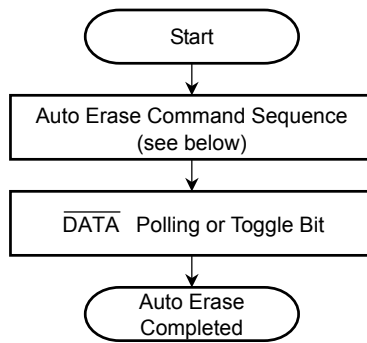 Start
Auto Erase Command Sequence
(see below)
DATA Polling or Toggle Bit
Auto Erase
Completed